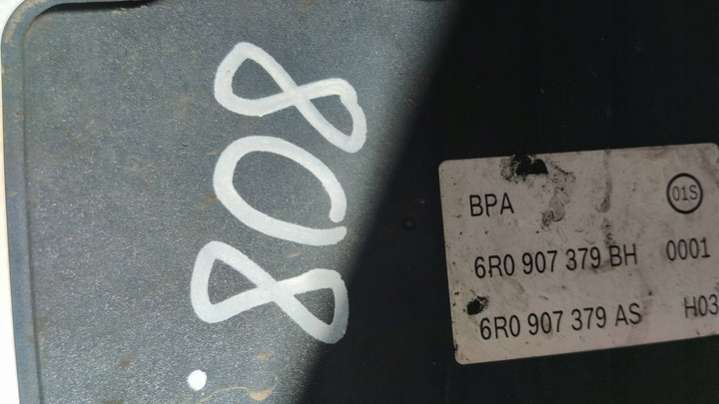 808.
BPA 01S
6R0 907 379 BH 0001
6R0 907 379 AS H03